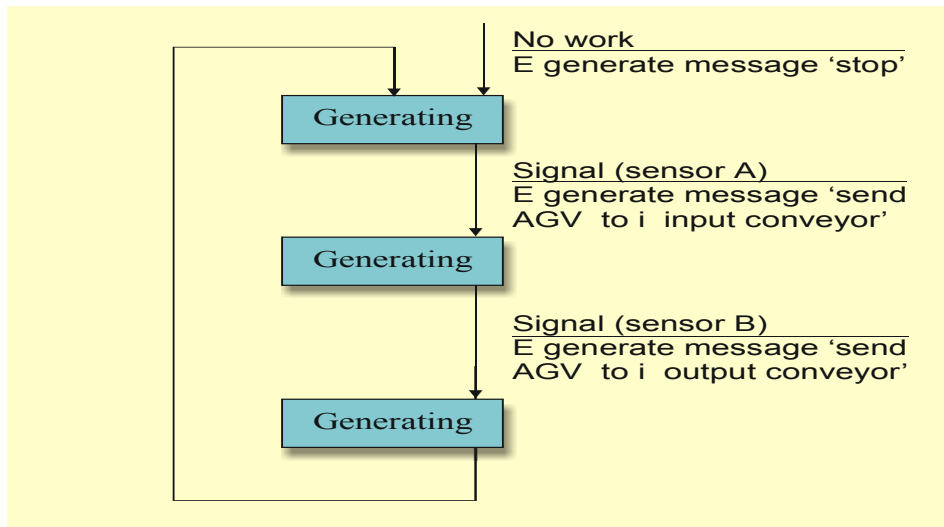 No work
E generate message ‘stop’
Generating
Signal (sensor A)
E generate message ‘send
AGV to i input conveyor’
Generating
Signal (sensor B)
E generate message ‘send
AGV to i output conveyor’
Generating